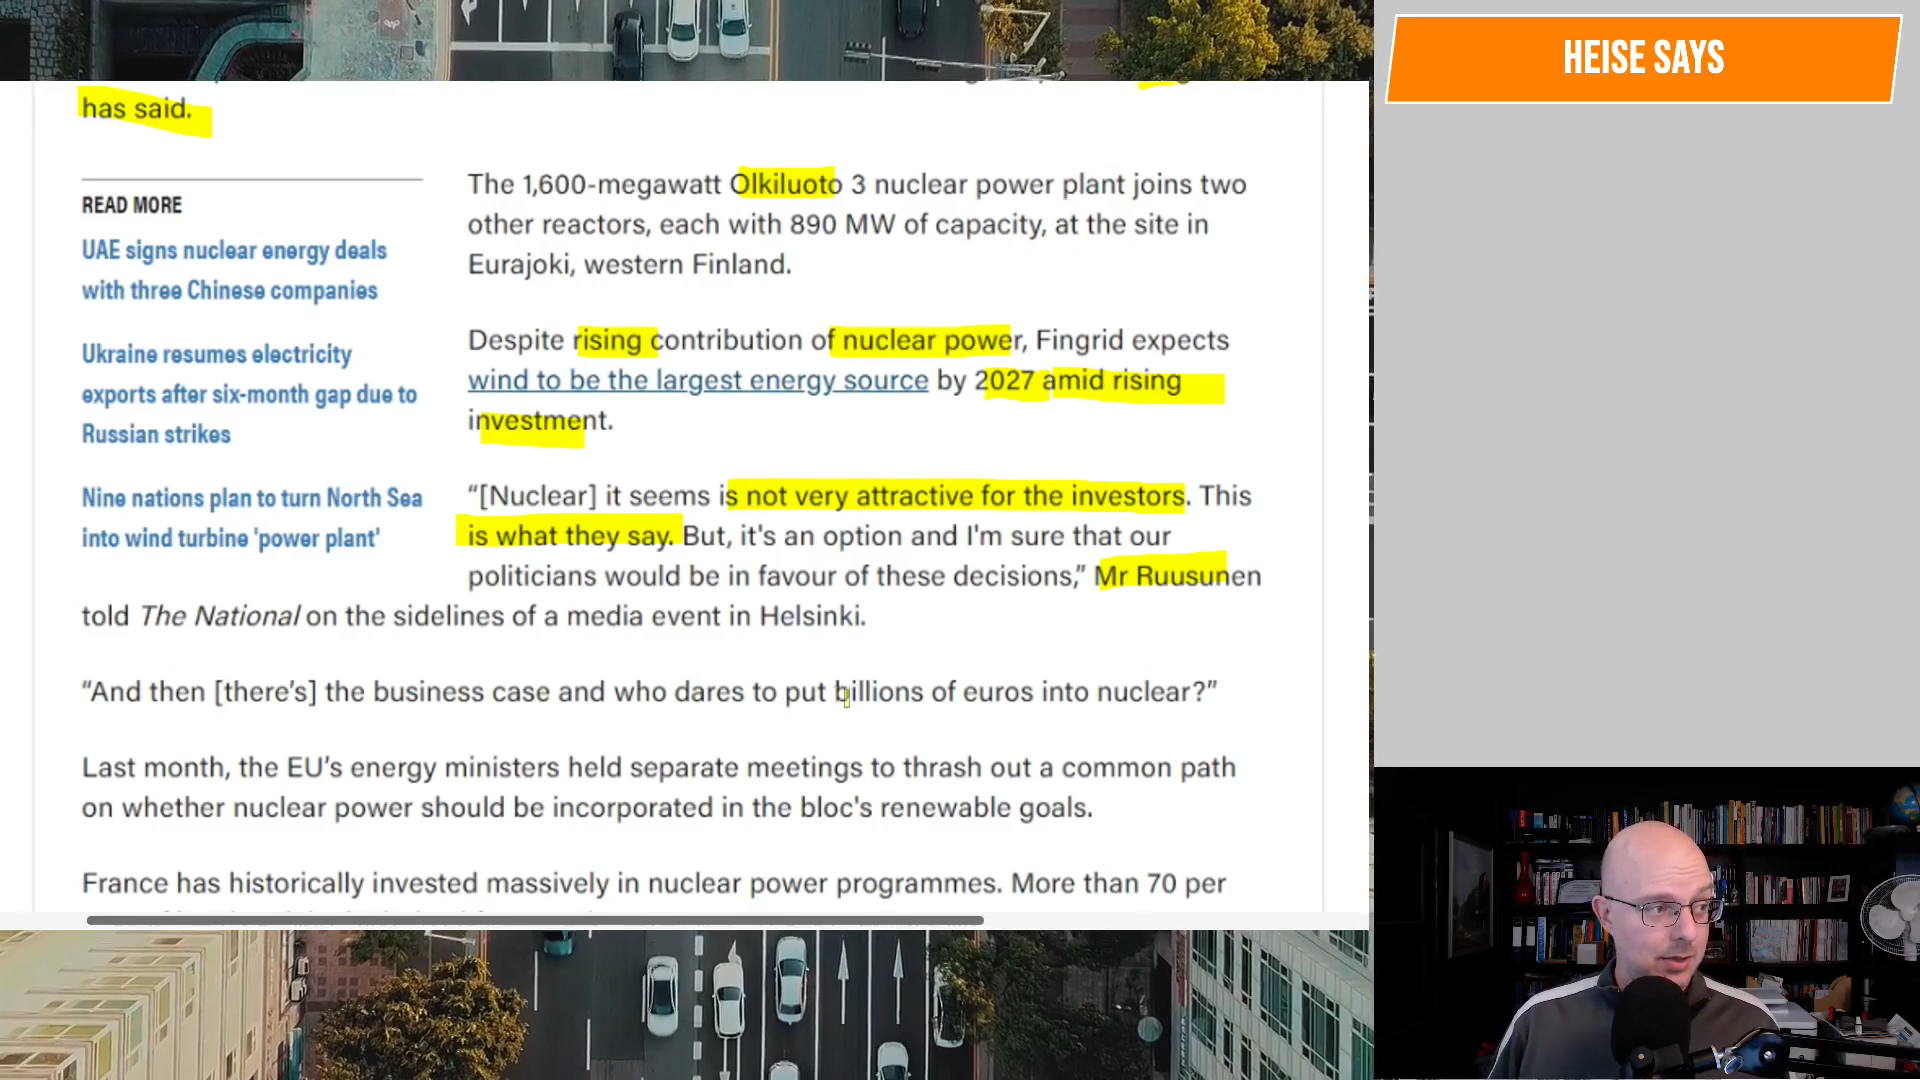 HEISE SAYS
has said.
READ MORE
UAE signs nuclear energy deals
with three Chinese companies
Ukraine resumes electricity
exports after six-month gap due to
Russian strikes
Nine nations plan to turn North Sea
into wind turbine 'power plant'
The 1,600-megawatt Olkiluoto 3 nuclear power plant joins two
other reactors, each with 890 MW of capacity, at the site in
Eurajoki, western Finland.
Despite rising contribution of nuclear power, Fingrid expects
wind to be the largest energy source by 2027 amid rising
investment.
“[Nuclear] it seems is not very attractive for the investors. This
is what they say. But, it's an option and I'm sure that our
politicians would be in favour of these decisions,” Mr Ruusunen
told The National on the sidelines of a media event in Helsinki.
“And then [there’s] the business case and who dares to put billions of euros into nuclear?”
Last month, the EU’s energy ministers held separate meetings to thrash out a common path
on whether nuclear power should be incorporated in the bloc's renewable goals.
France has historically invested massively in nuclear power programmes. More than 70 per